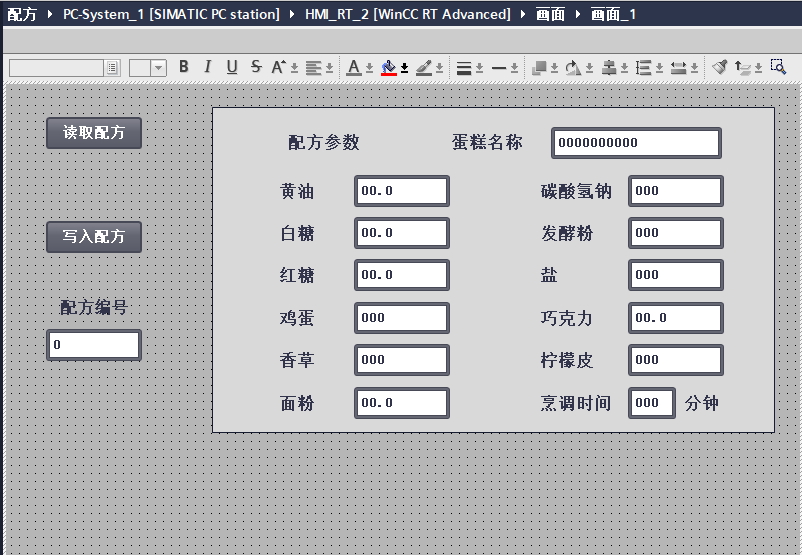 配方 ▸ PC-System_1 [SIMATIC PC station] ▸ HMI_RT_2 [WinCC RT Advanced] ▸ 画面 ▸ 画面_1
B I U S A A
读取配方
配方参数 蛋糕名称 0000000000
黄油 00.0 碳酸氢钠 000
写入配方
白糖 00.0 发酵粉 000
红糖 00.0 盐 000
配方编号
鸡蛋 000 巧克力 00.0
0
香草 000 柠檬皮 000
面粉 00.0 烹调时间 000 分钟